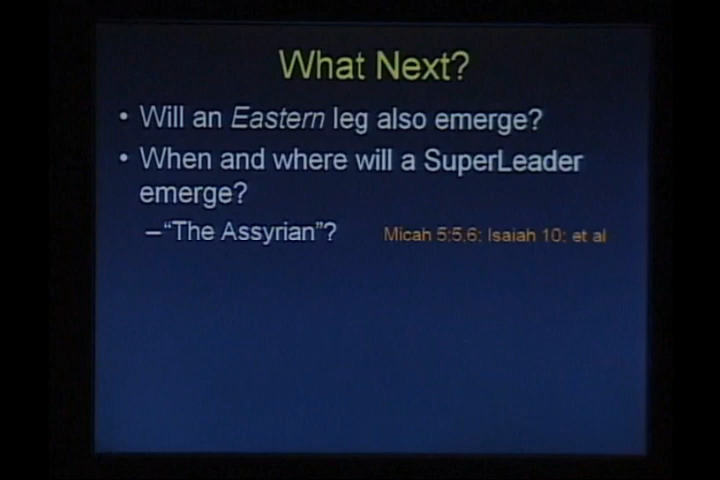 What Next?
• Will an Eastern leg also emerge?
• When and where will a SuperLeader
emerge?
–“The Assyrian”? Micah 5:5,6; Isaiah 10; et al